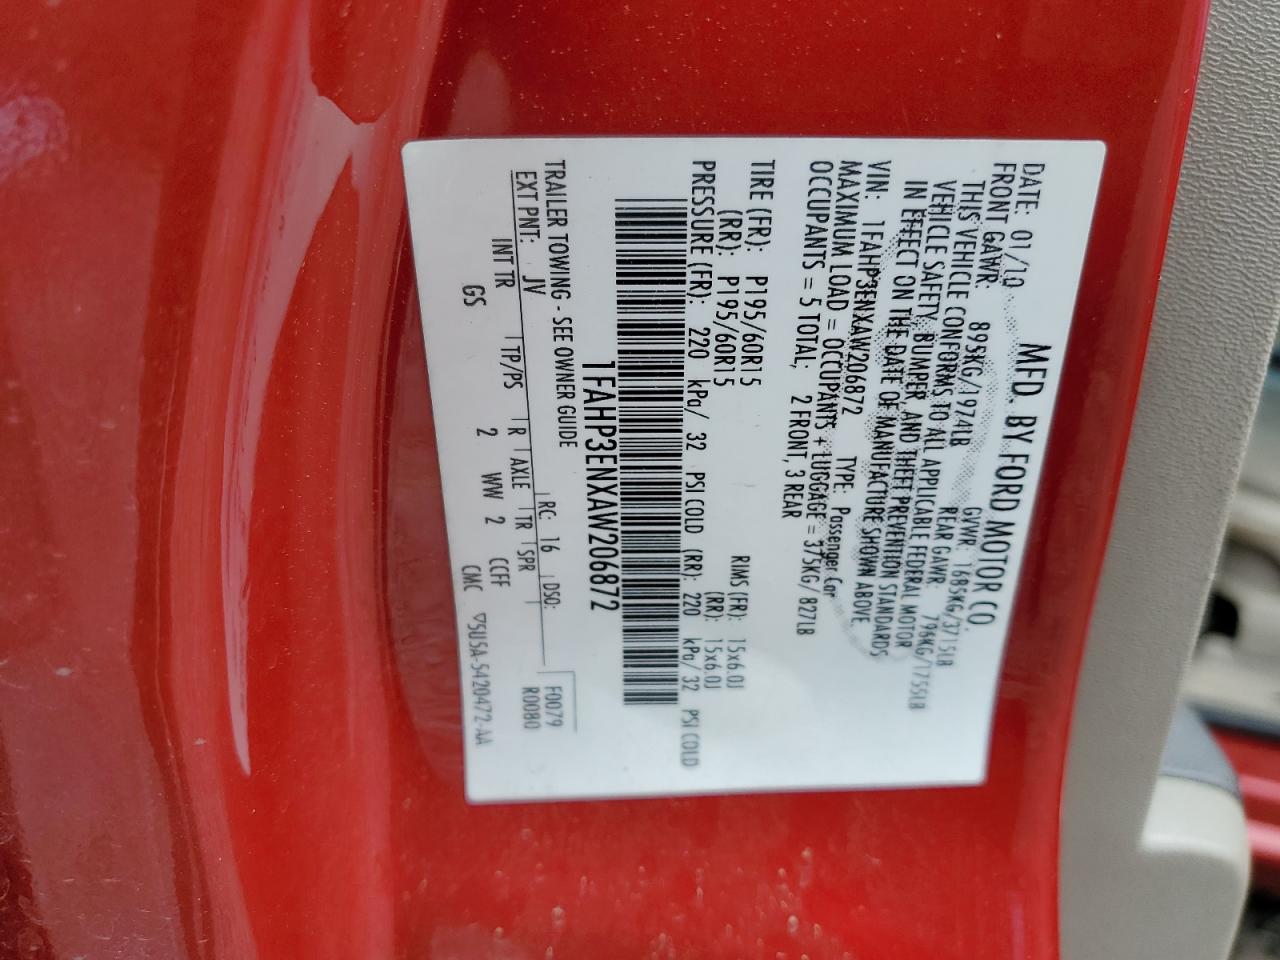 MFD. BY FORD MOTOR CO.
DATE: 01/10 GVWR: 1685KG/3715LB
FRONT GAWR: 895KG/1974LB REAR GAWR: 796KG/1755LB
THIS VEHICLE CONFORMS TO ALL APPLICABLE FEDERAL MOTOR
VEHICLE SAFETY, BUMPER, AND THEFT PREVENTION STANDARDS
IN EFFECT ON THE DATE OF MANUFACTURE SHOWN ABOVE
VIN: 1FAHP3ENXAW206872 TYPE: Passenger Car
MAXIMUM LOAD = OCCUPANTS + LUGGAGE = 375KG/ 827LB
OCCUPANTS = 5 TOTAL; 2 FRONT, 3 REAR
TIRE (FR): P195/60R15 RIMS (FR): 15x6.0J
(RR): P195/60R15 (RR): 15x6.0J
PRESSURE (FR): 220 kPa/ 32 PSI COLD (RR): 220 kPa/ 32 PSI COLD
1FAHP3ENXAW206872
TRAILER TOWING - SEE OWNER GUIDE
RC: 16 DSO: F0079
EXT PNT: JV R0080
INT TR TP/PS R AXLE TR SPR
GS 2 WW 2 CCFF
CMC ▽5U5A-5420472-AA